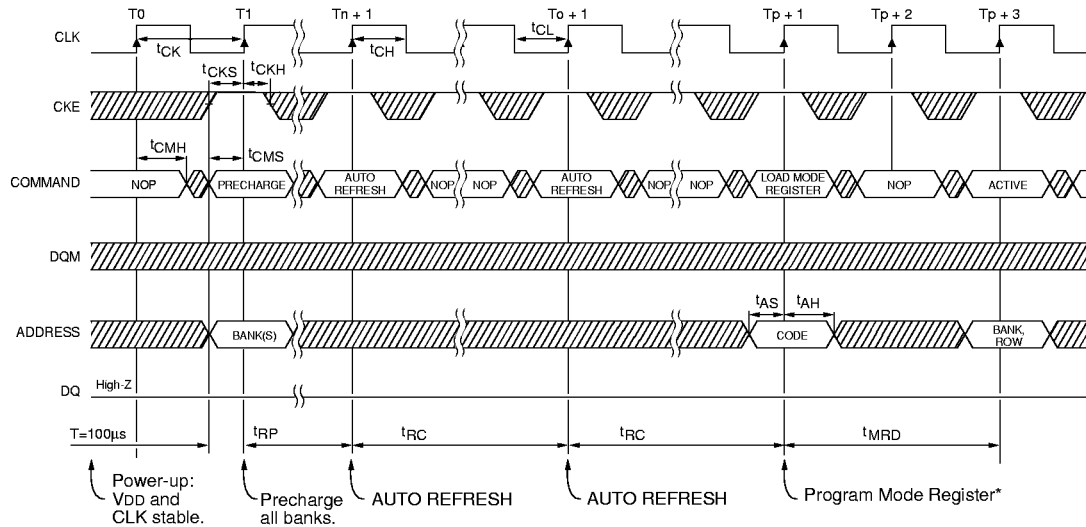 T0 T1 Tn + 1 To + 1 Tp + 1 Tp + 2 Tp + 3
CLK
tCK tCH tCL
tCKS tCKH
CKE
tCMH tCMS
COMMAND NOP PRECHARGE AUTO REFRESH NOP NOP AUTO REFRESH NOP NOP LOAD MODE REGISTER NOP ACTIVE
DQM
tAS tAH
ADDRESS BANK(S) CODE BANK, ROW
DQ High-Z
T=100µs tRP tRC tRC tMRD
Power-up:
VDD and
CLK stable.
Precharge
all banks.
AUTO REFRESH
AUTO REFRESH
Program Mode Register*